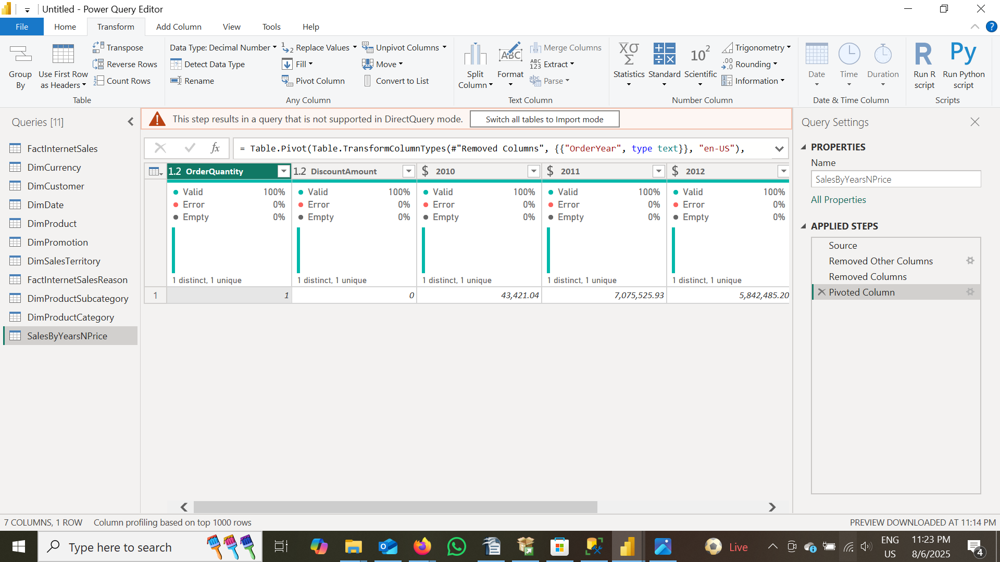 Untitled - Power Query Editor
File Home Transform Add Column View Tools Help
Group By
Use First Row as Headers
Transpose
Reverse Rows
Count Rows
Table
Data Type: Decimal Number
Detect Data Type
Rename
Replace Values
Fill
Pivot Column
Unpivot Columns
Move
Convert to List
Any Column
Split Column
Format
ABC
Merge Columns
ABC 123 Extract
abc Parse
Text Column
ΧΣσ Statistics
Standard
10² Scientific
Trigonometry
.00 .0 Rounding
Information
Number Column
Date
Time
Duration
Date & Time Column
R Run R script
Py Run Python script
Scripts
Queries [11]
FactInternetSales
DimCurrency
DimCustomer
DimDate
DimProduct
DimPromotion
DimSalesTerritory
FactInternetSalesReason
DimProductSubcategory
DimProductCategory
SalesByYearsNPrice
This step results in a query that is not supported in DirectQuery mode. Switch all tables to Import mode
fx = Table.Pivot(Table.TransformColumnTypes(#"Removed Columns", {{"OrderYear", type text}}, "en-US"),
1.2 OrderQuantity 1.2 DiscountAmount $ 2010 $ 2011 $ 2012
Valid 100% Valid 100% Valid 100% Valid 100% Valid 100%
Error 0% Error 0% Error 0% Error 0% Error 0%
Empty 0% Empty 0% Empty 0% Empty 0% Empty 0%
1 distinct, 1 unique 1 distinct, 1 unique 1 distinct, 1 unique 1 distinct, 1 unique 1 distinct, 1 unique
1 1 0 43,421.04 7,075,525.93 5,842,485.20
Query Settings
PROPERTIES
Name
SalesByYearsNPrice
All Properties
APPLIED STEPS
Source
Removed Other Columns
Removed Columns
Pivoted Column
7 COLUMNS, 1 ROW Column profiling based on top 1000 rows PREVIEW DOWNLOADED AT 11:14 PM
Type here to search
Live
ENG US
11:23 PM
8/6/2025
4